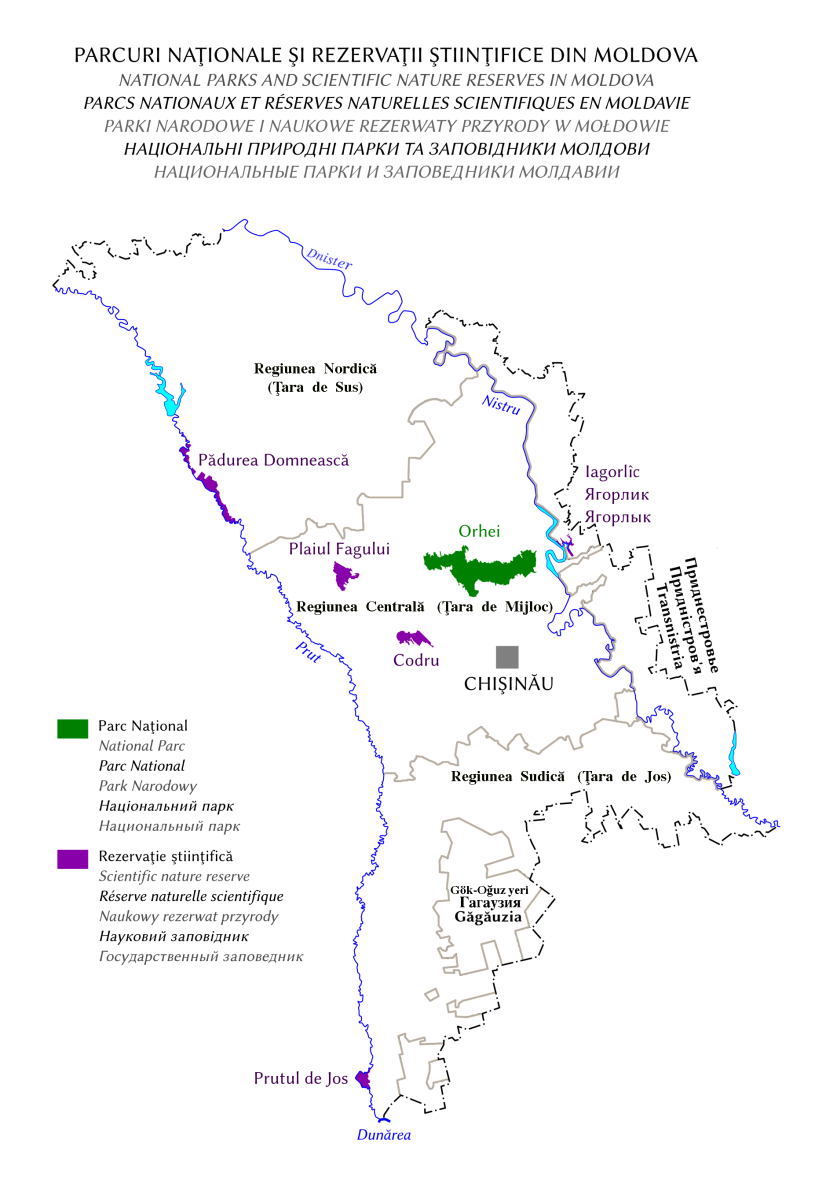 PARCURI NAŢIONALE ŞI REZERVAŢII ŞTIINŢIFICE DIN MOLDOVA
NATIONAL PARKS AND SCIENTIFIC NATURE RESERVES IN MOLDOVA
PARCS NATIONAUX ET RÉSERVES NATURELLES SCIENTIFIQUES EN MOLDAVIE
PARKI NARODOWE I NAUKOWE REZERWATY PRZYRODY W MOŁDOWIE
НАЦІОНАЛЬНІ ПРИРОДНІ ПАРКИ ТА ЗАПОВІДНИКИ МОЛДОВИ
НАЦИОНАЛЬНЫЕ ПАРКИ И ЗАПОВЕДНИКИ МОЛДАВИИ
Dnister
Regiunea Nordică
(Ţara de Sus)
Nistru
Pădurea Domnească
Iagorlîc
Ягорлик
Ягорлык
Orhei
Plaiul Fagului
Приднестровье
Придністров'я
Transnistria
Regiunea Centrală (Ţara de Mijloc)
Prut
Codru
CHIŞINĂU
Parc Naţional
National Parc
Parc National
Park Narodowy
Національний парк
Национальный парк
Regiunea Sudică (Ţara de Jos)
Rezervaţie ştiinţifică
Scientific nature reserve
Réserve naturelle scientifique
Naukowy rezerwat przyrody
Науковий заповідник
Государственный заповедник
Gök-Oğuz yeri
Гагаузия
Găgăuzia
Prutul de Jos
Dunărea